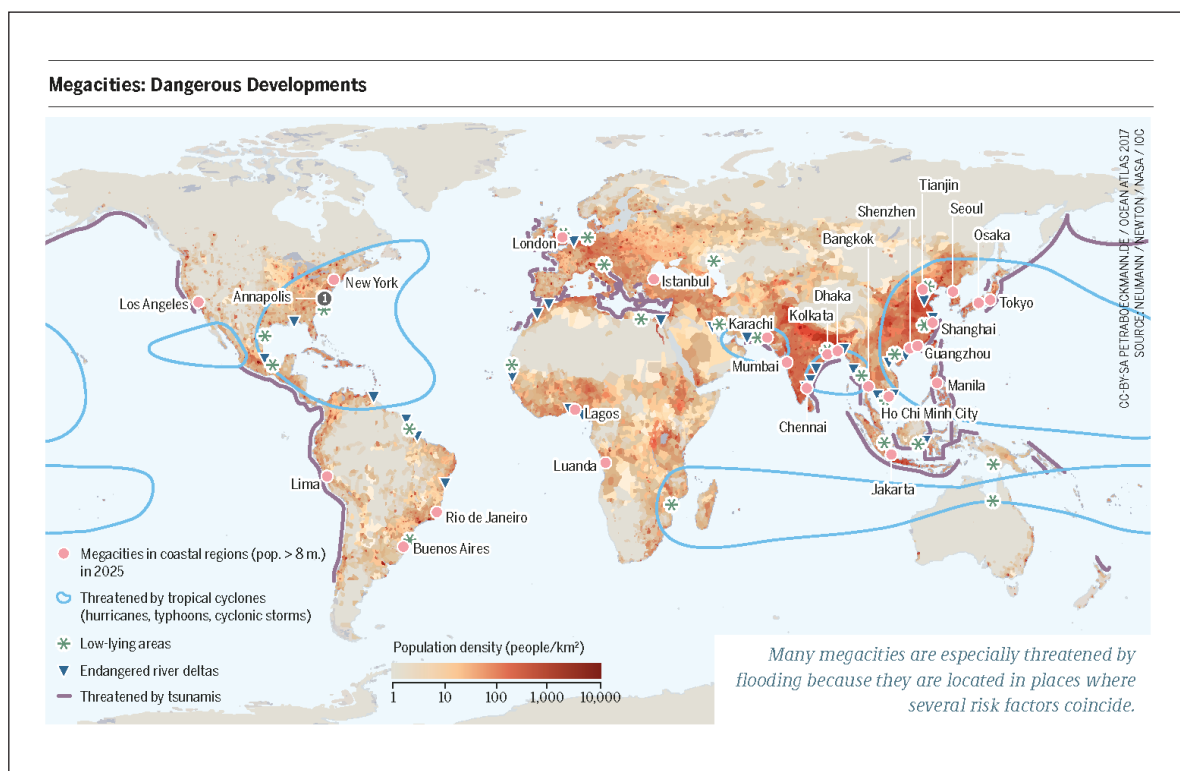 Megacities: Dangerous Developments
CC-BY-SA PETRABOECKMANN.DE / OCEAN ATLAS 2017
SOURCE/NEUMANN / NEWTON / NASA / IOC
Tianjin
Shenzhen
Seoul
Bangkok
Osaka
London
Dhaka
Kolkata
New York
Istanbul
Annapolis
1
Los Angeles
Tokyo
Karachi
Shanghai
Mumbai
Guangzhou
Manila
Lagos
Ho Chi Minh City
Chennai
Luanda
Lima
Jakarta
Rio de Janeiro
Buenos Aires
Megacities in coastal regions (pop. > 8 m.)
in 2025
Threatened by tropical cyclones
(hurricanes, typhoons, cyclonic storms)
Low-lying areas
Endangered river deltas
Threatened by tsunamis
Population density (people/km²)
1 10 100 1,000 10,000
Many megacities are especially threatened by
flooding because they are located in places where
several risk factors coincide.